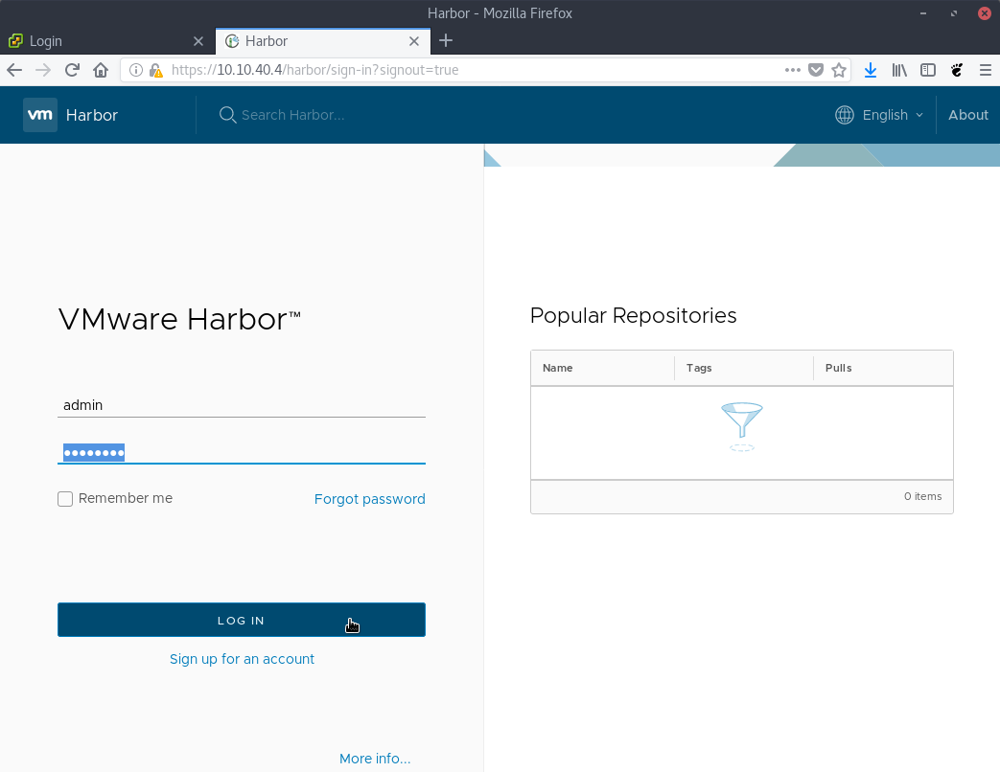 Harbor - Mozilla Firefox
Login
Harbor
https://10.10.40.4/harbor/sign-in?signout=true
vm Harbor
Search Harbor...
English
About
VMware Harbor™
admin
••••••••
Remember me
Forgot password
LOG IN
Sign up for an account
More info...
Popular Repositories
Name Tags Pulls
0 items